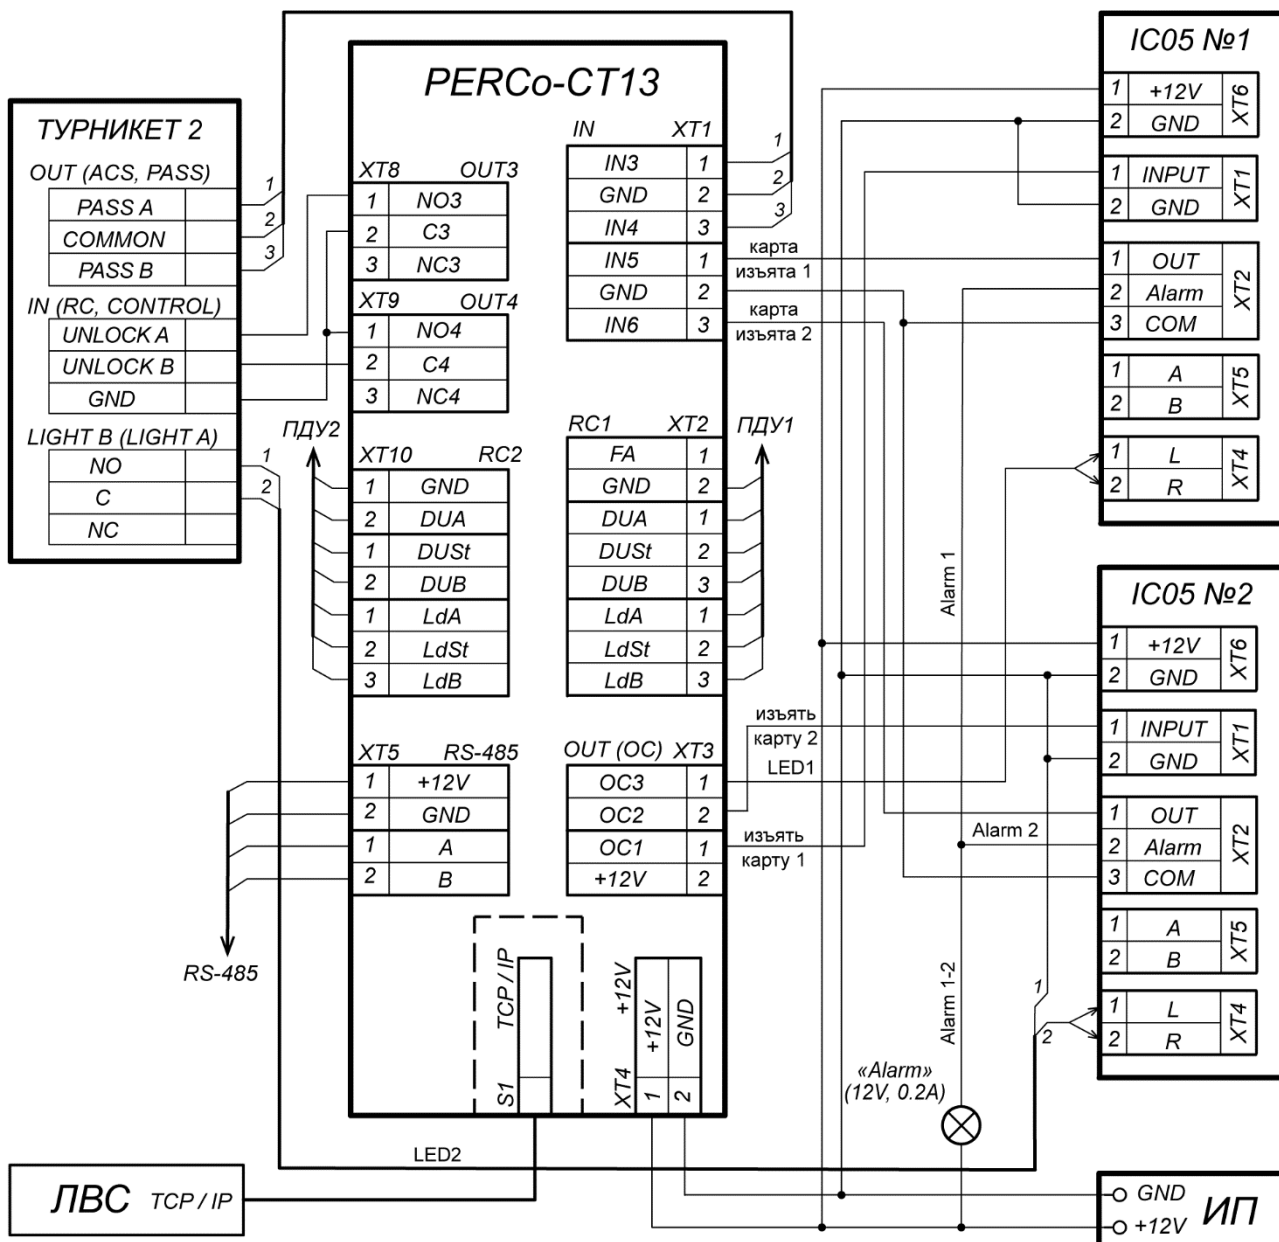 ТУРНИКЕТ 2
OUT (ACS, PASS)
PASS A
COMMON
PASS B
1
2
3
IN (RC, CONTROL)
UNLOCK A
UNLOCK B
GND
LIGHT B (LIGHT A)
NO
C
NC
1
2
PERCo-CT13
XT8 OUT3
1 NO3
2 C3
3 NC3
XT9 OUT4
1 NO4
2 C4
3 NC4
ПДУ2
XT10 RC2
1 GND
2 DUA
1 DUSt
2 DUB
1 LdA
2 LdSt
3 LdB
XT5 RS-485
1 +12V
2 GND
1 A
2 B
RS-485
IN XT1
IN3 1
GND 2
IN4 3
IN5 1
GND 2
IN6 3
1
2
3
карта
изъята 1
карта
изъята 2
RC1 XT2
ПДУ1
FA 1
GND 2
DUA 1
DUSt 2
DUB 3
LdA 1
LdSt 2
LdB 3
OUT (OC) XT3
OC3 1
OC2 2
OC1 1
+12V 2
изъять
карту 2
LED1
изъять
карту 1
S1 TCP / IP
XT4 +12V
1 +12V
2 GND
IC05 №1
1 +12V
2 GND
XT6
1 INPUT
2 GND
XT1
1 OUT
2 Alarm
3 COM
XT2
1 A
2 B
XT5
1 L
2 R
XT4
Alarm 1
IC05 №2
1 +12V
2 GND
XT6
1 INPUT
2 GND
XT1
1 OUT
2 Alarm
3 COM
XT2
1 A
2 B
XT5
1 L
2 R
XT4
Alarm 2
Alarm 1-2
1
2
«Alarm»
(12V, 0.2A)
LED2
ЛВС TCP / IP
GND
+12V
ИП